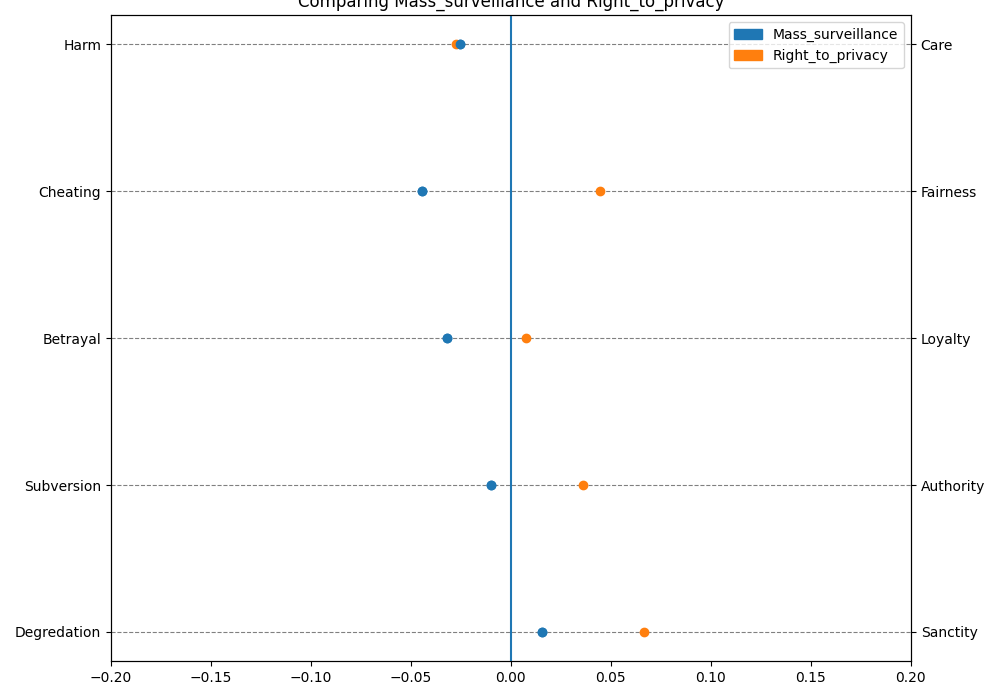 Comparing Mass_surveillance and Right_to_privacy
Mass_surveillance
Right_to_privacy
Harm
Care
Cheating
Fairness
Betrayal
Loyalty
Subversion
Authority
Degredation
Sanctity
−0.20 −0.15 −0.10 −0.05 0.00 0.05 0.10 0.15 0.20